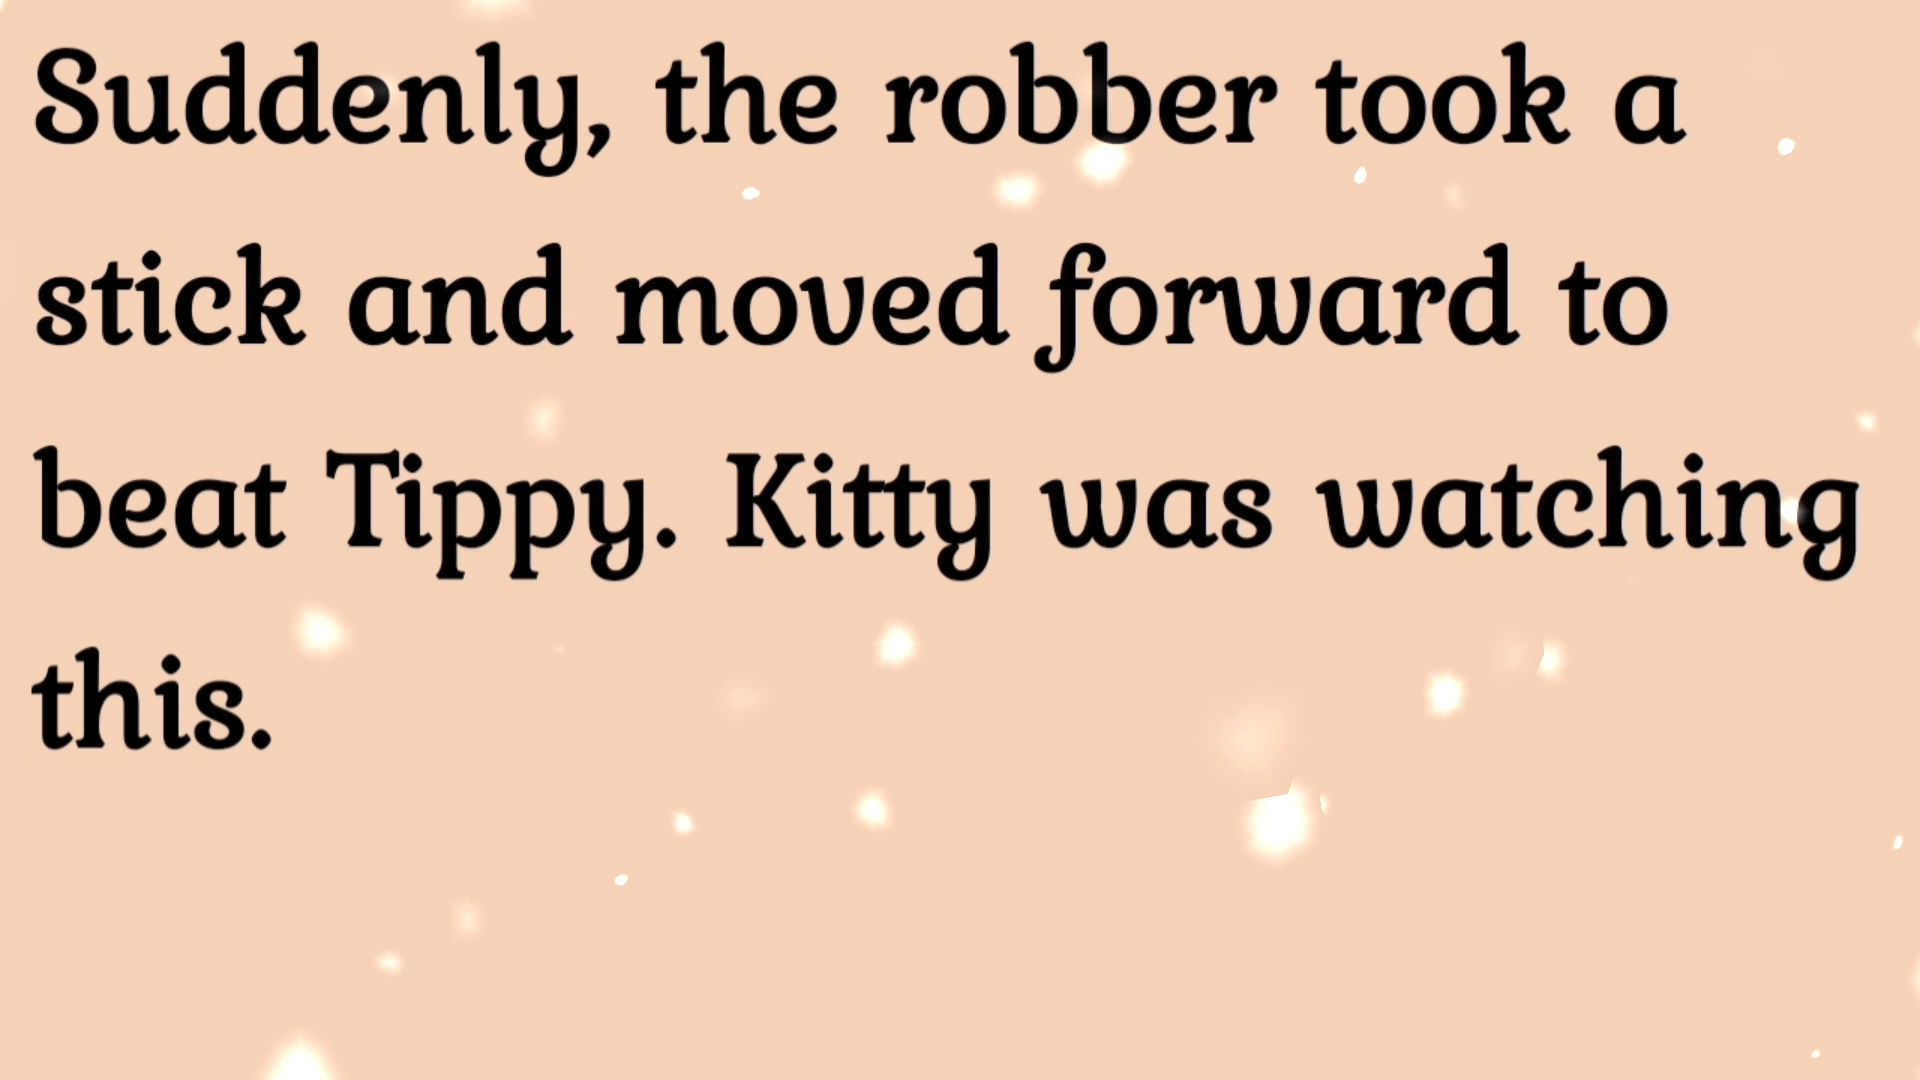 Suddenly, the robber took a
stick and moved forward to
beat Tippy. Kitty was watching
this.